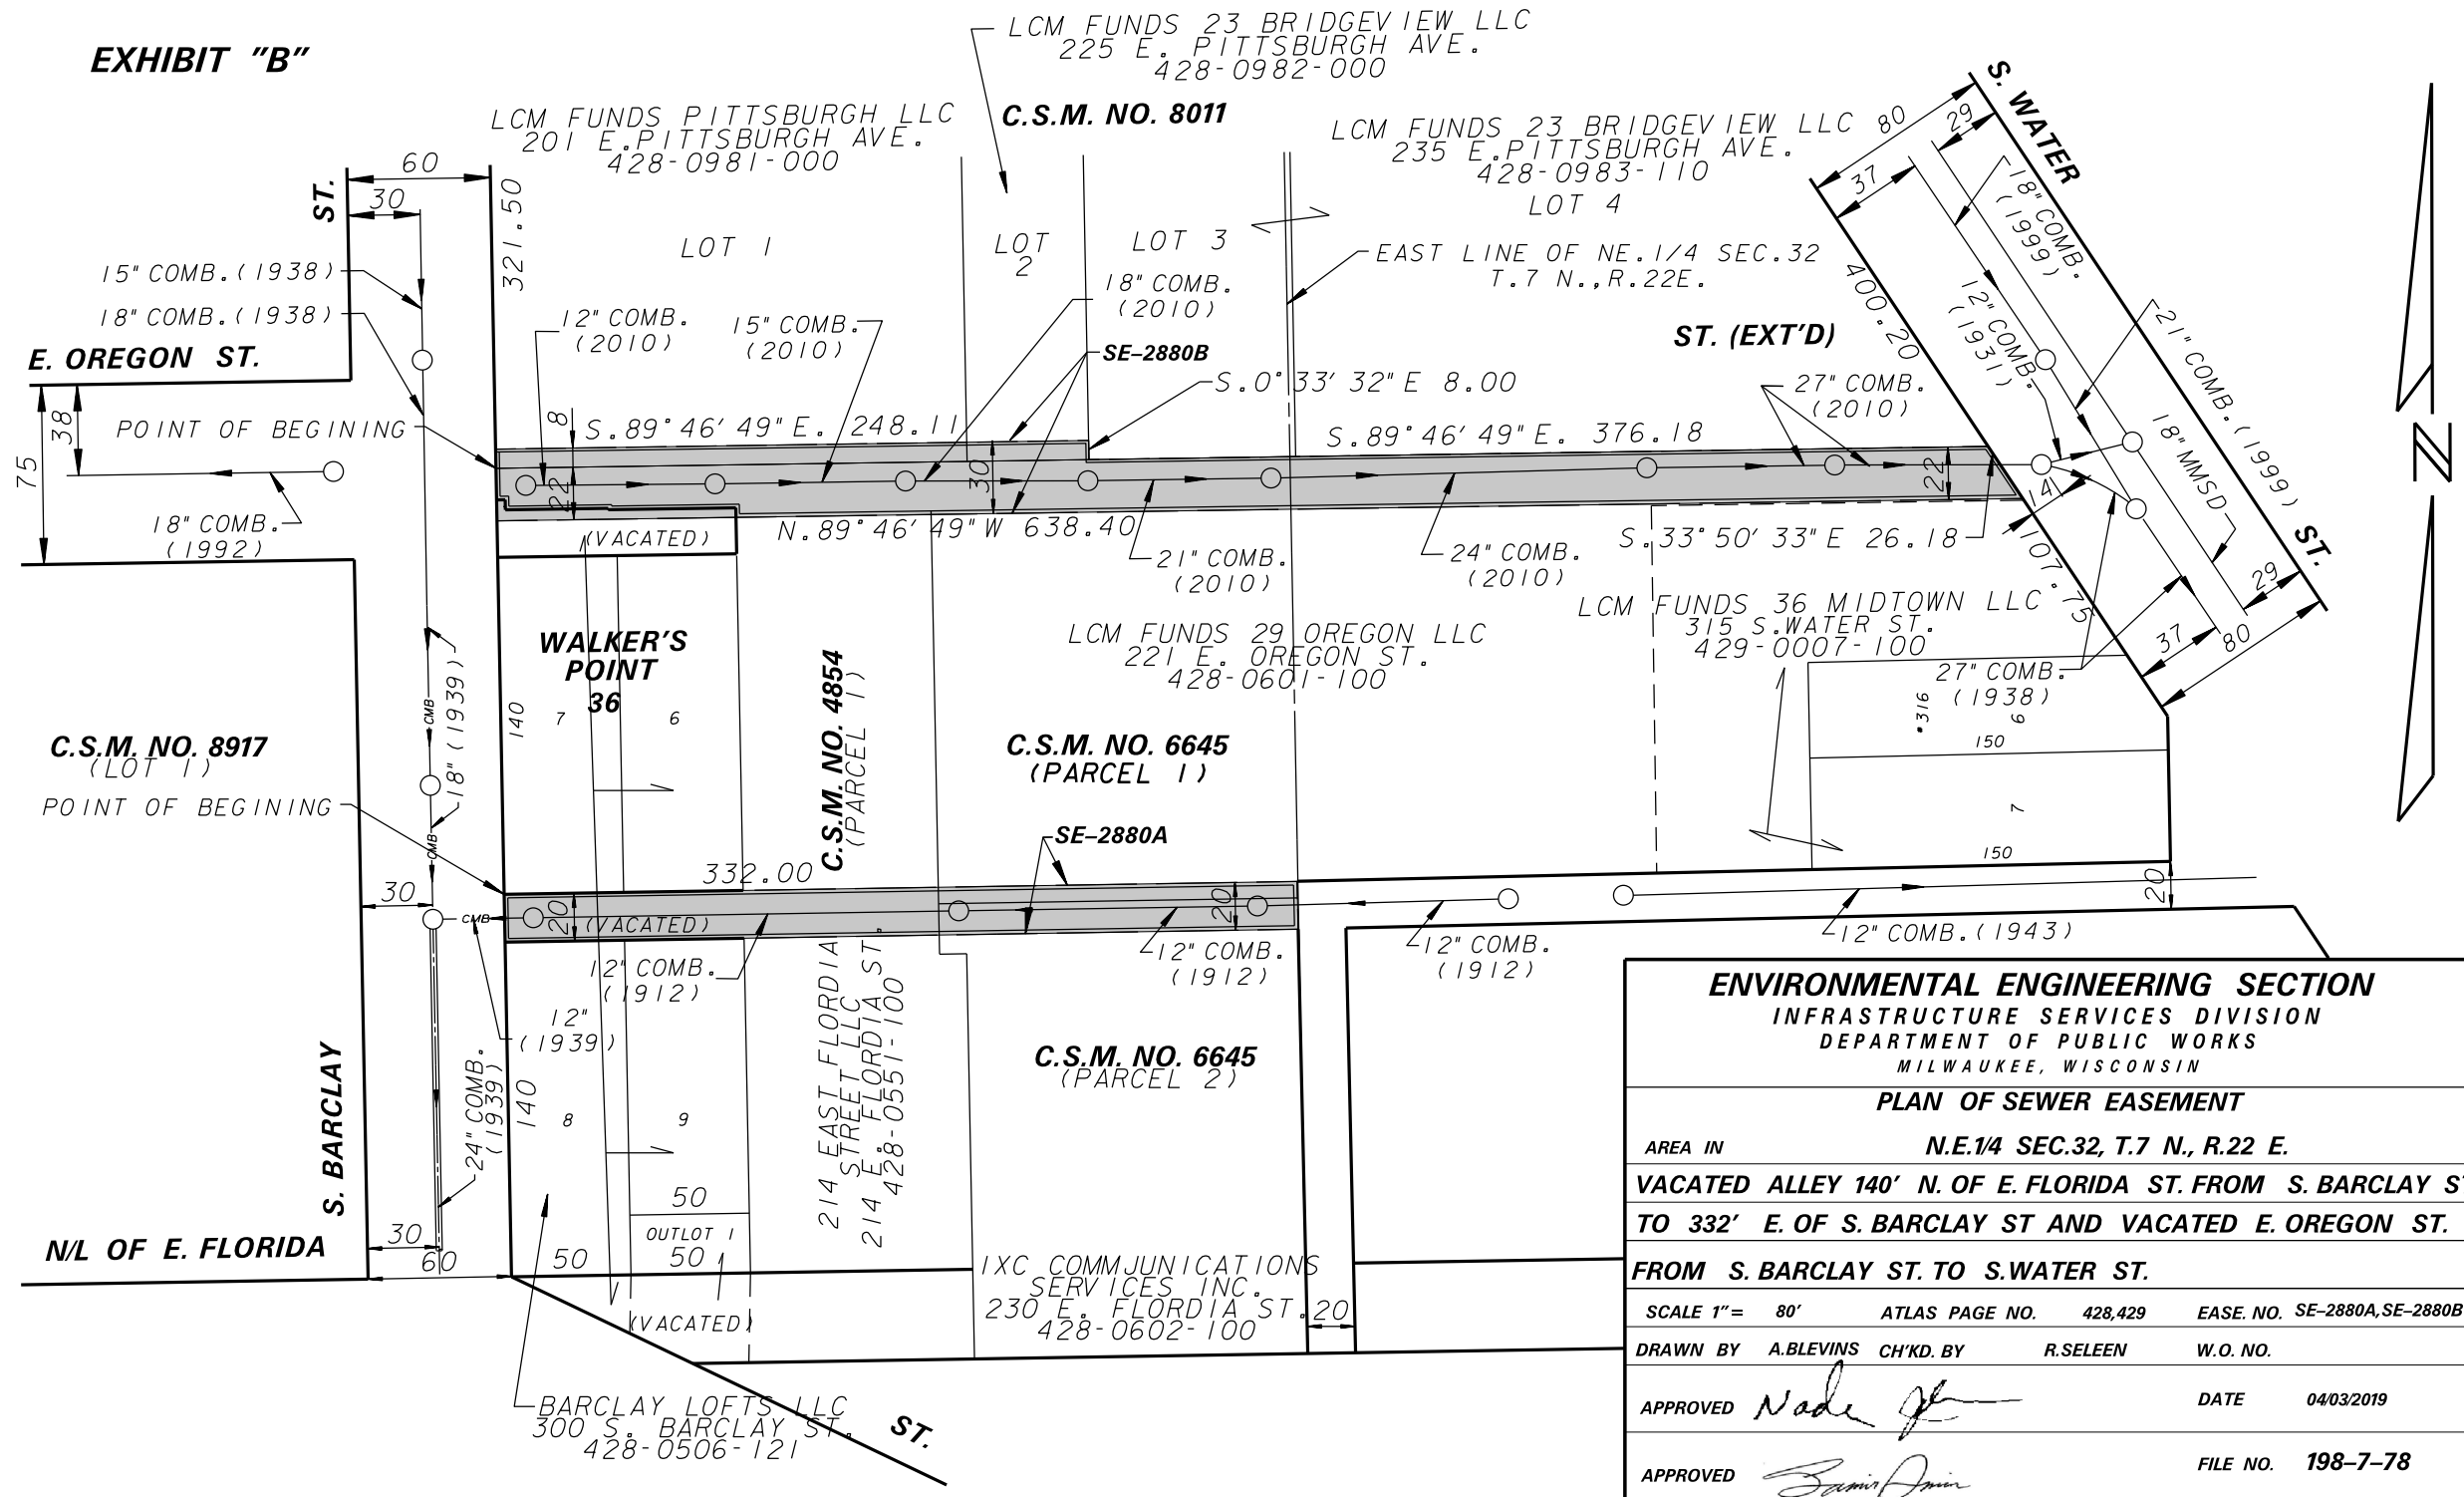 EXHIBIT "B"
LCM FUNDS 23 BRIDGEVIEW LLC
225 E. PITTSBURGH AVE.
428-0982-000
C.S.M. NO. 8011
LCM FUNDS PITTSBURGH LLC
201 E.PITTSBURGH AVE.
428-0981-000
LCM FUNDS 23 BRIDGEVIEW LLC
235 E.PITTSBURGH AVE.
428-0983-110
LOT 4
S. WATER
80
29
37
18" COMB.
(1999)
60
30
ST.
321.50
LOT 1
LOT
2
LOT 3
EAST LINE OF NE.1/4 SEC.32
T.7 N.,R.22E.
15" COMB.(1938)
18" COMB.(1938)
E. OREGON ST.
12" COMB.
(2010)
15" COMB.
(2010)
18" COMB.
(2010)
SE-2880B
S.0°33'32"E 8.00
ST. (EXT'D)
400.20
12" COMB.
(1931)
21" COMB.(1999)
27" COMB.
(2010)
18" MMSD
ST.
38
75
POINT OF BEGINING
8
S.89°46'49"E. 248.11
S.89°46'49"E. 376.18
22
30
22
14
18" COMB.
(1992)
(VACATED)
N.89°46'49"W 638.40
21" COMB.
(2010)
24" COMB.
(2010)
S.33°50'33"E 26.18
107.75
29
37
80
LCM FUNDS 36 MIDTOWN LLC
315 S.WATER ST.
429-0007-100
27" COMB.
(1938)
WALKER'S
POINT
36
LCM FUNDS 29 OREGON LLC
221 E. OREGON ST.
428-0601-100
C.S.M. NO. 4854
(PARCEL 1)
140
7
6
CMB
18" (1939)
CMB
316
6
150
7
150
C.S.M. NO. 8917
(LOT 1)
C.S.M. NO. 6645
(PARCEL 1)
POINT OF BEGINING
SE-2880A
332.00
30
CMB
20
(VACATED)
20
20
12" COMB.
(1912)
12" COMB.
(1912)
12" COMB.
(1912)
12" COMB.(1943)
12"
(1939)
24" COMB.
(1939)
140
8
9
214 EAST FLORDIA
STREET LLC
214 E. FLORDIA ST.
428-0551-100
C.S.M. NO. 6645
(PARCEL 2)
S. BARCLAY
50
OUTLOT 1
50
50
30
60
N/L OF E. FLORIDA
(VACATED)
IXC COMMJUNICATIONS
SERVICES INC.
230 E. FLORDIA ST.
428-0602-100
20
BARCLAY LOFTS LLC
300 S. BARCLAY ST.
428-0506-121
ST.
N
ENVIRONMENTAL ENGINEERING SECTION
INFRASTRUCTURE SERVICES DIVISION
DEPARTMENT OF PUBLIC WORKS
MILWAUKEE, WISCONSIN
PLAN OF SEWER EASEMENT
AREA IN N.E.1/4 SEC.32, T.7 N., R.22 E.
VACATED ALLEY 140' N. OF E. FLORIDA ST. FROM S. BARCLAY ST
TO 332' E. OF S. BARCLAY ST AND VACATED E. OREGON ST.
FROM S. BARCLAY ST. TO S.WATER ST.
SCALE 1"= 80' ATLAS PAGE NO. 428,429 EASE. NO. SE-2880A,SE-2880B
DRAWN BY A.BLEVINS CH'KD. BY R.SELEEN W.O. NO.
APPROVED DATE 04/03/2019
APPROVED FILE NO. 198-7-78